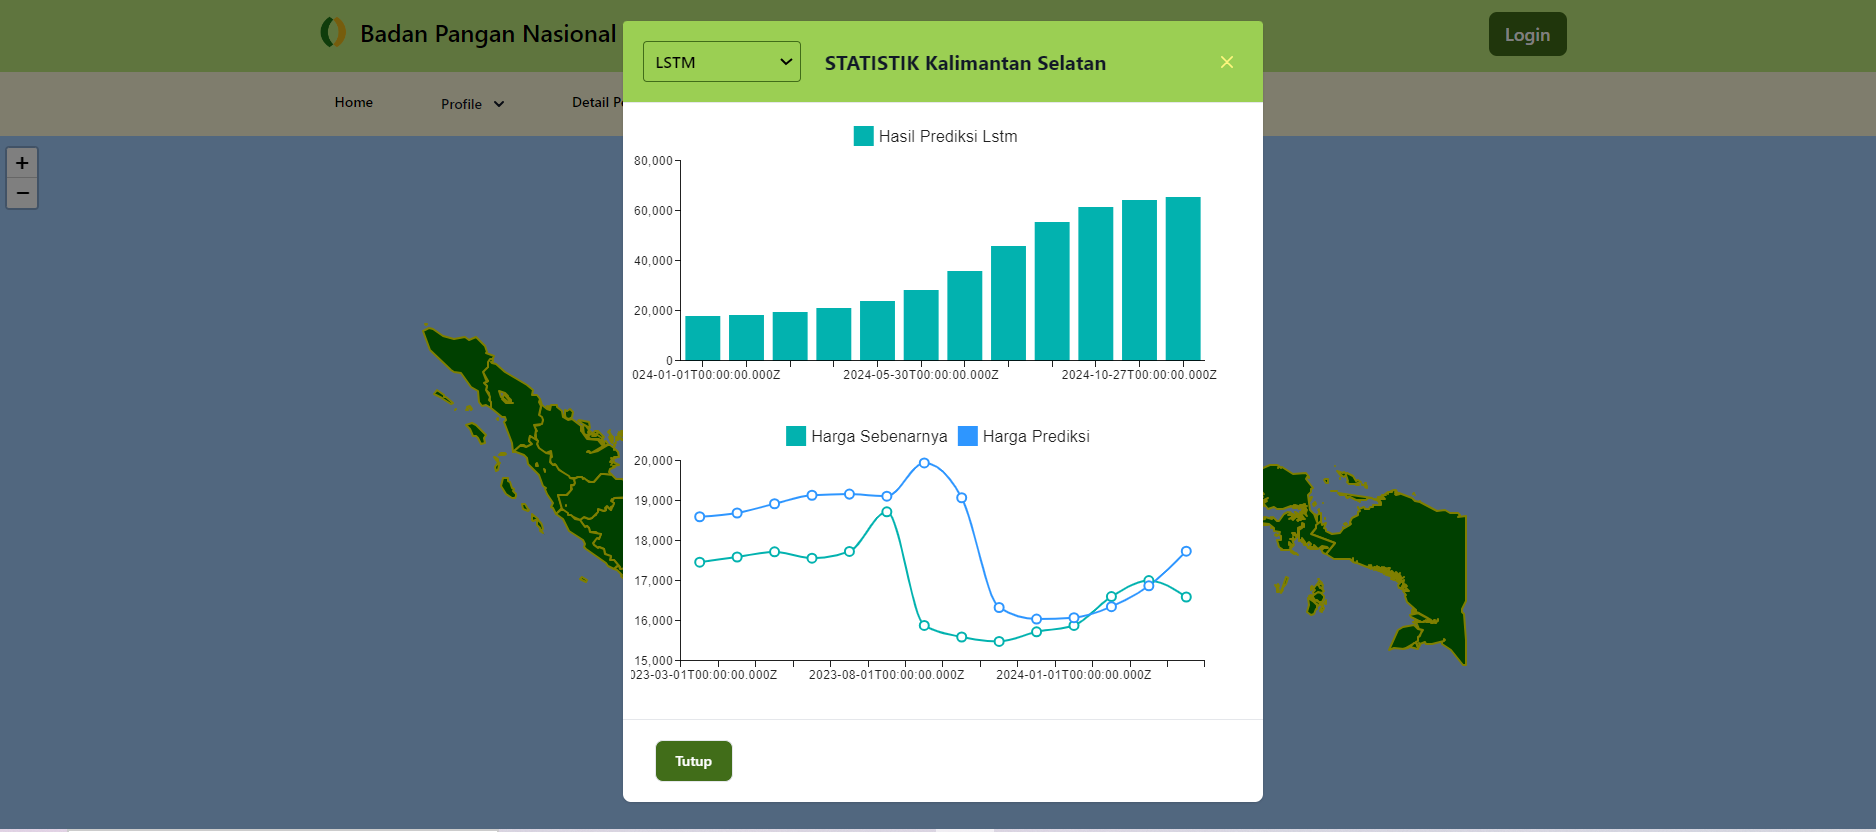 Badan Pangan Nasional
LSTM
STATISTIK Kalimantan Selatan
Login
Home
Profile
Detail P
+
−
Hasil Prediksi Lstm
80,000
60,000
40,000
20,000
0
024-01-01T00:00:00.000Z 2024-05-30T00:00:00.000Z 2024-10-27T00:00:00.000Z
Harga Sebenarnya Harga Prediksi
20,000
19,000
18,000
17,000
16,000
15,000
023-03-01T00:00:00.000Z 2023-08-01T00:00:00.000Z 2024-01-01T00:00:00.000Z
Tutup